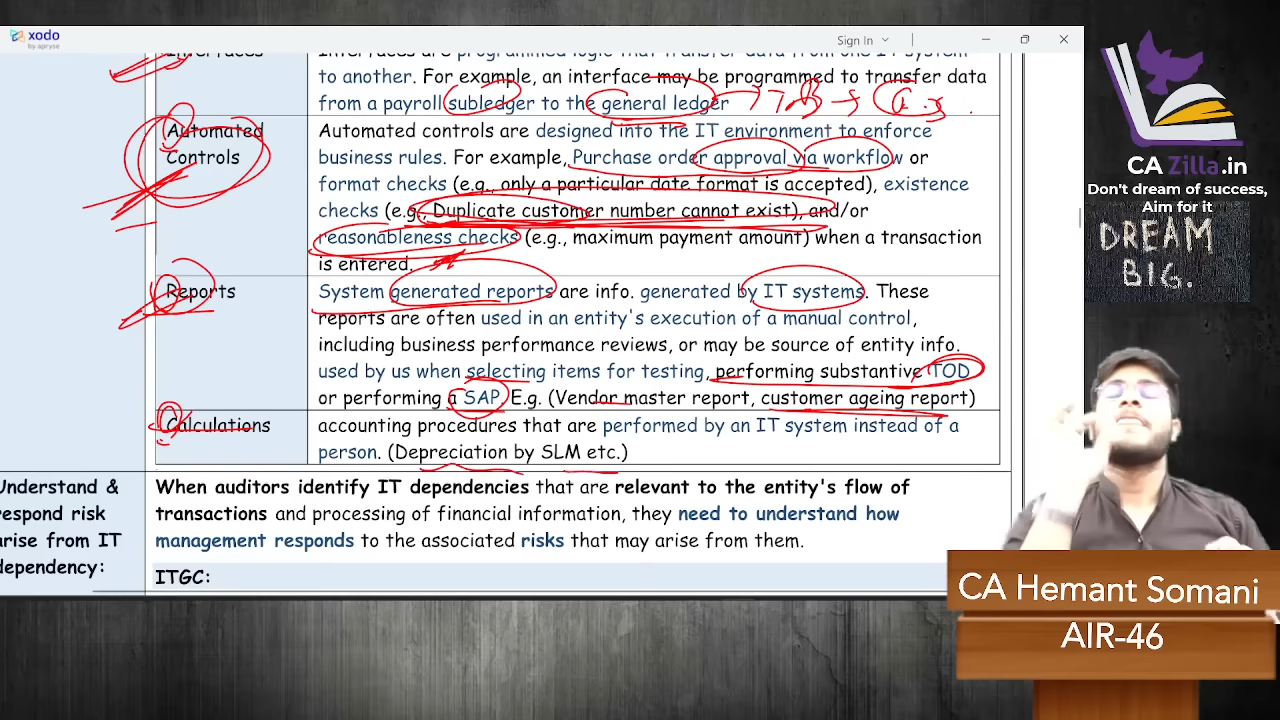 xodo
by apryse
Sign In
Interfaces
Interfaces are programmed logic that transfer data from one IT system
to another. For example, an interface may be programmed to transfer data
from a payroll subledger to the general ledger
Automated
Controls
Automated controls are designed into the IT environment to enforce
business rules. For example, Purchase order approval via workflow or
format checks (e.g., only a particular date format is accepted), existence
checks (e.g., Duplicate customer number cannot exist), and/or
reasonableness checks (e.g., maximum payment amount) when a transaction
is entered.
Reports
System generated reports are info. generated by IT systems. These
reports are often used in an entity's execution of a manual control,
including business performance reviews, or may be source of entity info.
used by us when selecting items for testing, performing substantive TOD
or performing a SAP. E.g. (Vendor master report, customer ageing report)
Calculations
accounting procedures that are performed by an IT system instead of a
person. (Depreciation by SLM etc.)
Understand &
respond risk
arise from IT
dependency:
When auditors identify IT dependencies that are relevant to the entity's flow of
transactions and processing of financial information, they need to understand how
management responds to the associated risks that may arise from them.
ITGC:
CA Zilla.in
Don't dream of success,
Aim for it
DREAM
BIG.
CA Hemant Somani
AIR-46